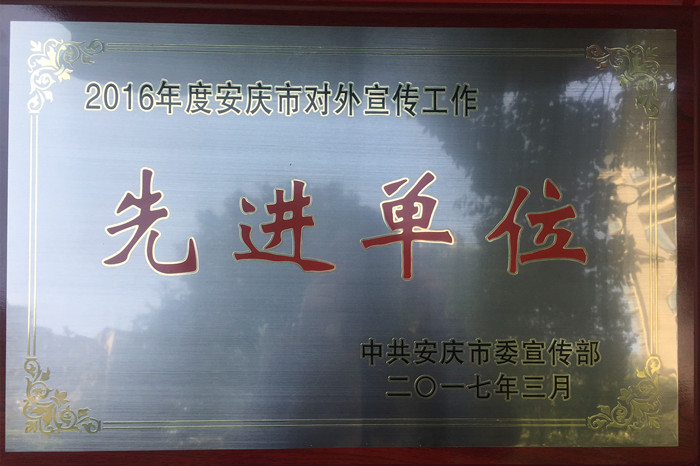 2016年度安庆市对外宣传工作
先进单位
中共安庆市委宣传部
二〇一七年三月